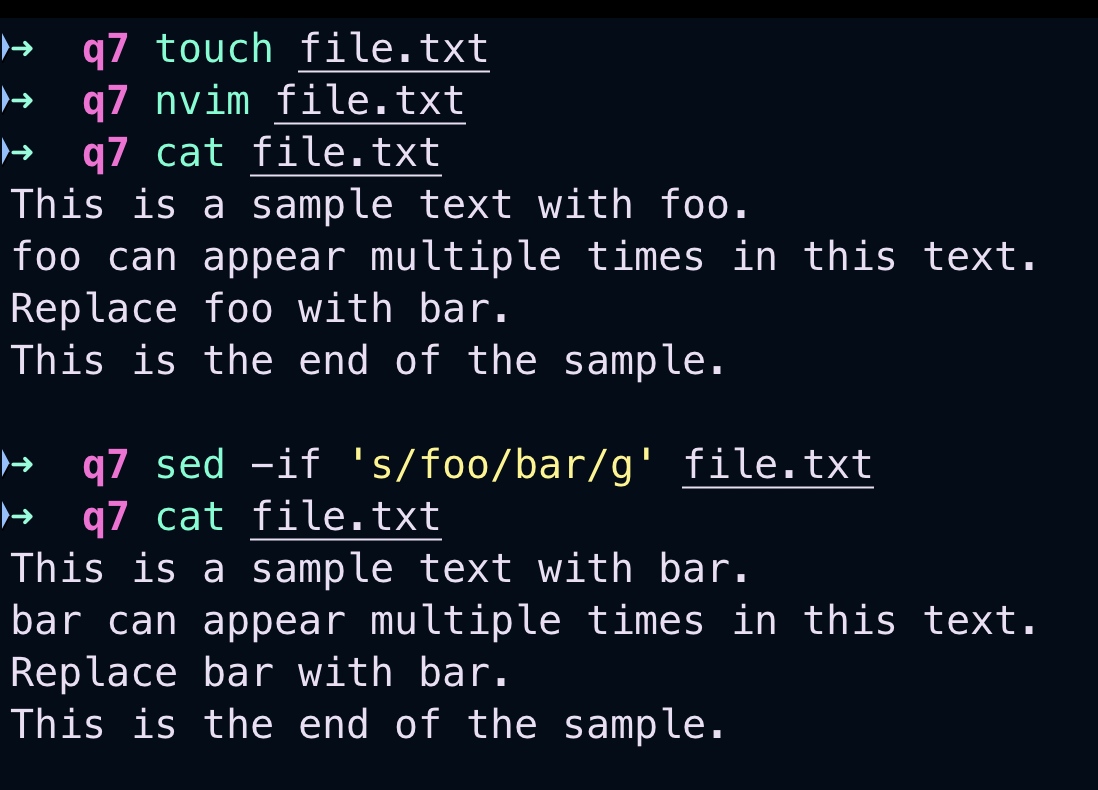 ➜ q7 touch file.txt
➜ q7 nvim file.txt
➜ q7 cat file.txt
This is a sample text with foo.
foo can appear multiple times in this text.
Replace foo with bar.
This is the end of the sample.
➜ q7 sed -if 's/foo/bar/g' file.txt
➜ q7 cat file.txt
This is a sample text with bar.
bar can appear multiple times in this text.
Replace bar with bar.
This is the end of the sample.